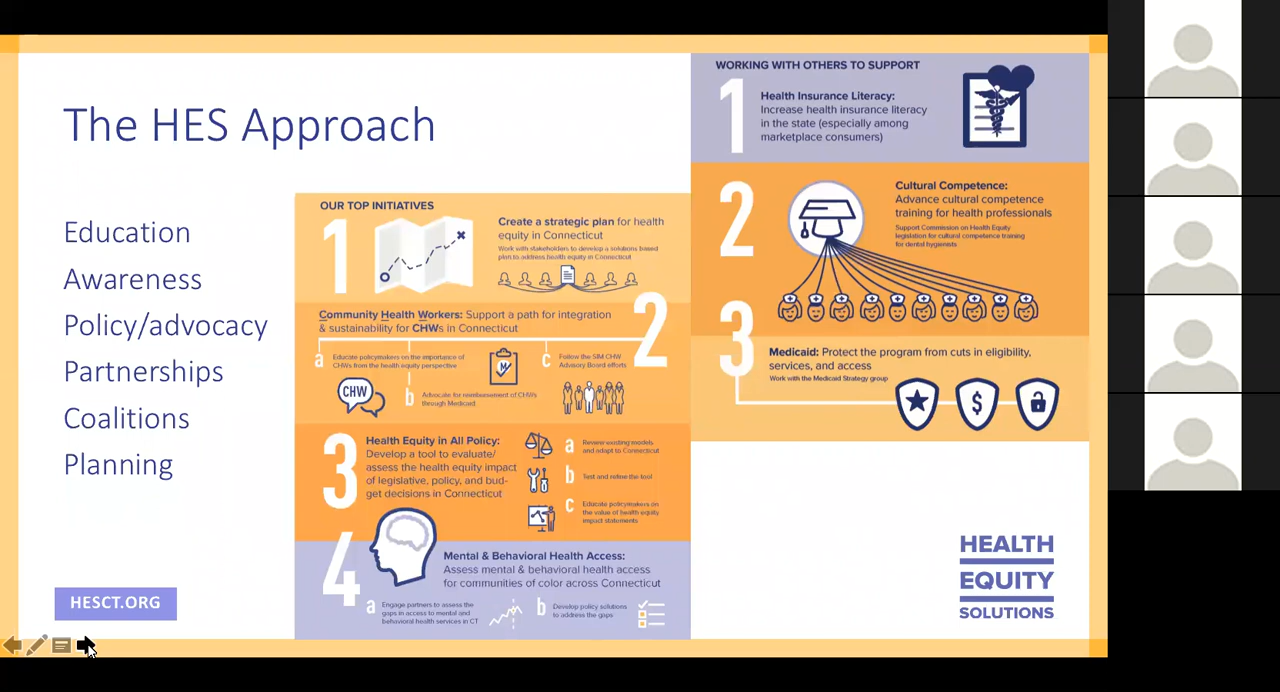 The HES Approach
Education
Awareness
Policy/advocacy
Partnerships
Coalitions
Planning
HESCT.ORG
OUR TOP INITIATIVES
1
Create a strategic plan for health
equity in Connecticut
Work with stakeholders to develop a solutions based
plan to address health equity in Connecticut
2
Community Health Workers: Support a path for integration
& sustainability for CHWs in Connecticut
a
Educate policymakers on the importance of
CHWs from the health equity perspective
CHW
b
Advocate for reimbursement of CHWs
through Medicaid
M
c
Follow the SIM CHW
Advisory Board efforts
3
Health Equity in All Policy:
Develop a tool to evaluate/
assess the health equity impact
of legislative, policy, and bud-
get decisions in Connecticut
a
Review existing models
and adapt to Connecticut
b
Test and refine the tool
c
Educate policymakers on
the value of health equity
impact statements
4
Mental & Behavioral Health Access:
Assess mental & behavioral health access
for communities of color across Connecticut
a
Engage partners to assess the
gaps in access to mental and
behavioral health services in CT
b
Develop policy solutions
to address the gaps
WORKING WITH OTHERS TO SUPPORT
1
Health Insurance Literacy:
Increase health insurance literacy
in the state (especially among
marketplace consumers)
2
Cultural Competence:
Advance cultural competence
training for health professionals
Support Commission on Health Equity
legislation for cultural competence training
for dental hygienists
3
Medicaid: Protect the program from cuts in eligibility,
services, and access
Work with the Medicaid Strategy group
$
HEALTH
EQUITY
SOLUTIONS